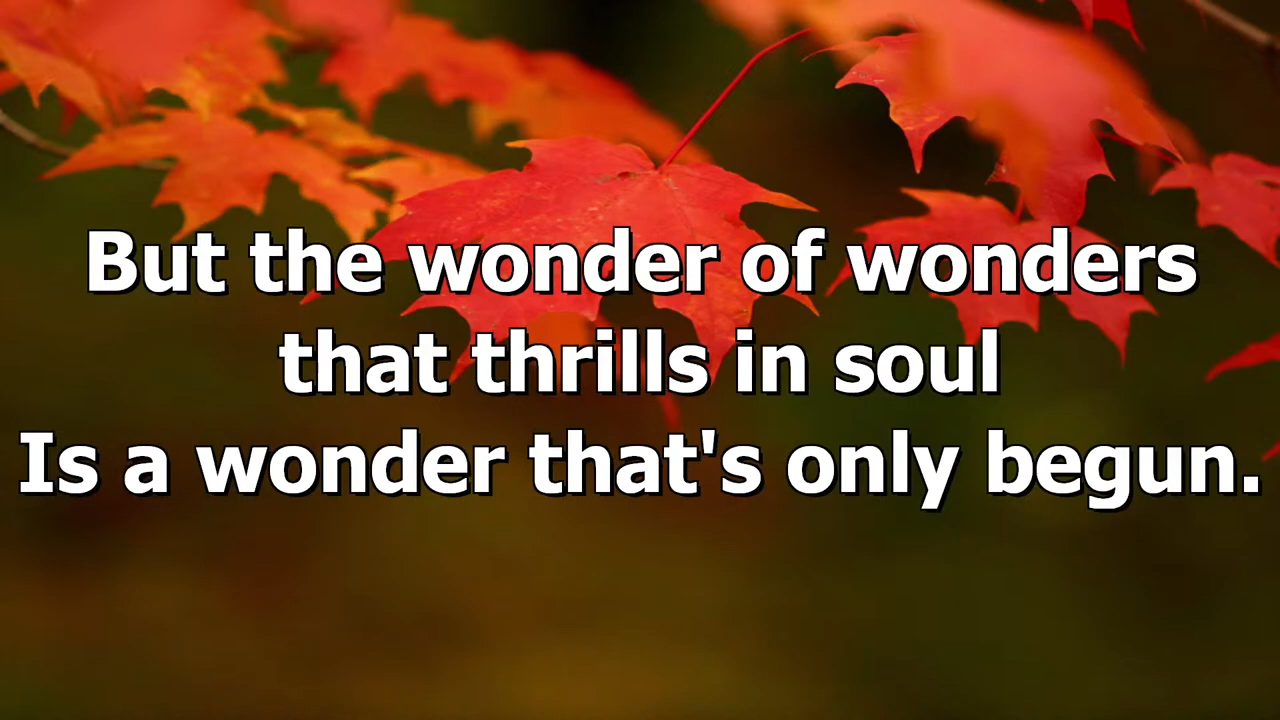 But the wonder of wonders
that thrills in soul
Is a wonder that's only begun.